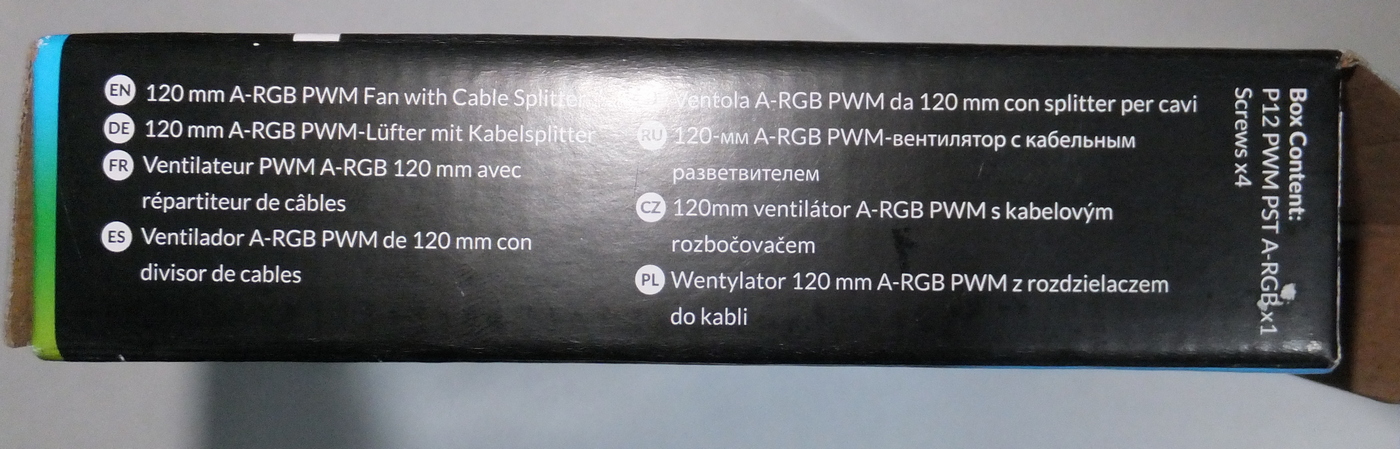 EN 120 mm A-RGB PWM Fan with Cable Splitter
DE 120 mm A-RGB PWM-Lüfter mit Kabelsplitter
FR Ventilateur PWM A-RGB 120 mm avec
répartiteur de câbles
ES Ventilador A-RGB PWM de 120 mm con
divisor de cables
Ventola A-RGB PWM da 120 mm con splitter per cavi
RU 120-мм A-RGB PWM-вентилятор с кабельным
разветвителем
CZ 120mm ventilátor A-RGB PWM s kabelovým
rozbočovačem
PL Wentylator 120 mm A-RGB PWM z rozdzielaczem
do kabli
Box Content:
P12 PWM PST A-RGB x1
Screws x4